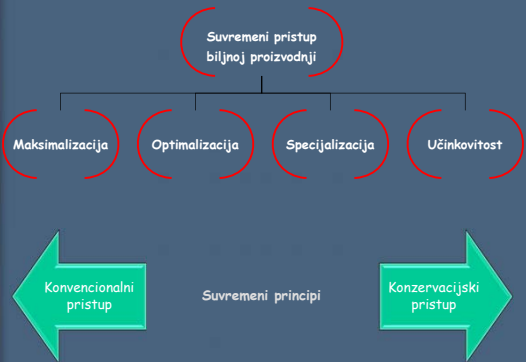 Suvremeni pristup
biljnoj proizvodnji
Maksimalizacija
Optimalizacija
Specijalizacija
Učinkovitost
Konvencionalni
pristup
Suvremeni principi
Konzervacijski
pristup